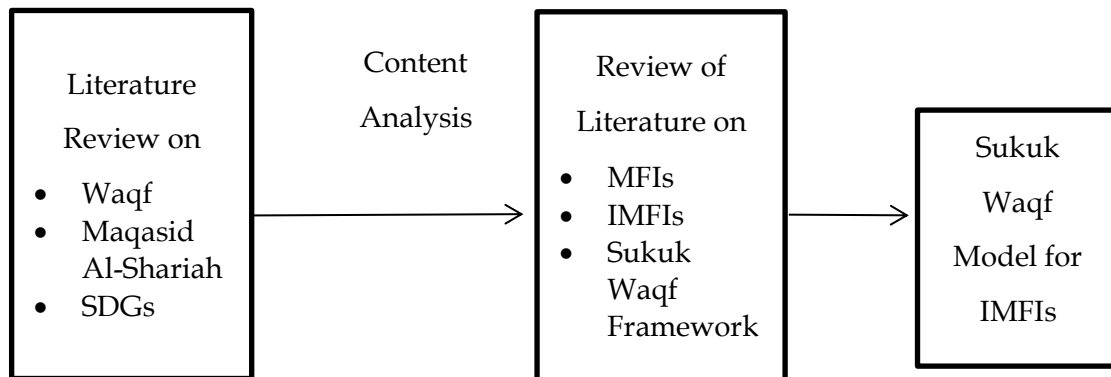 Literature
Review on
• Waqf
• Maqasid
Al-Shariah
• SDGs
Content
Analysis
Review of
Literature on
• MFIs
• IMFIs
• Sukuk
Waqf
Framework
Sukuk
Waqf
Model for
IMFIs